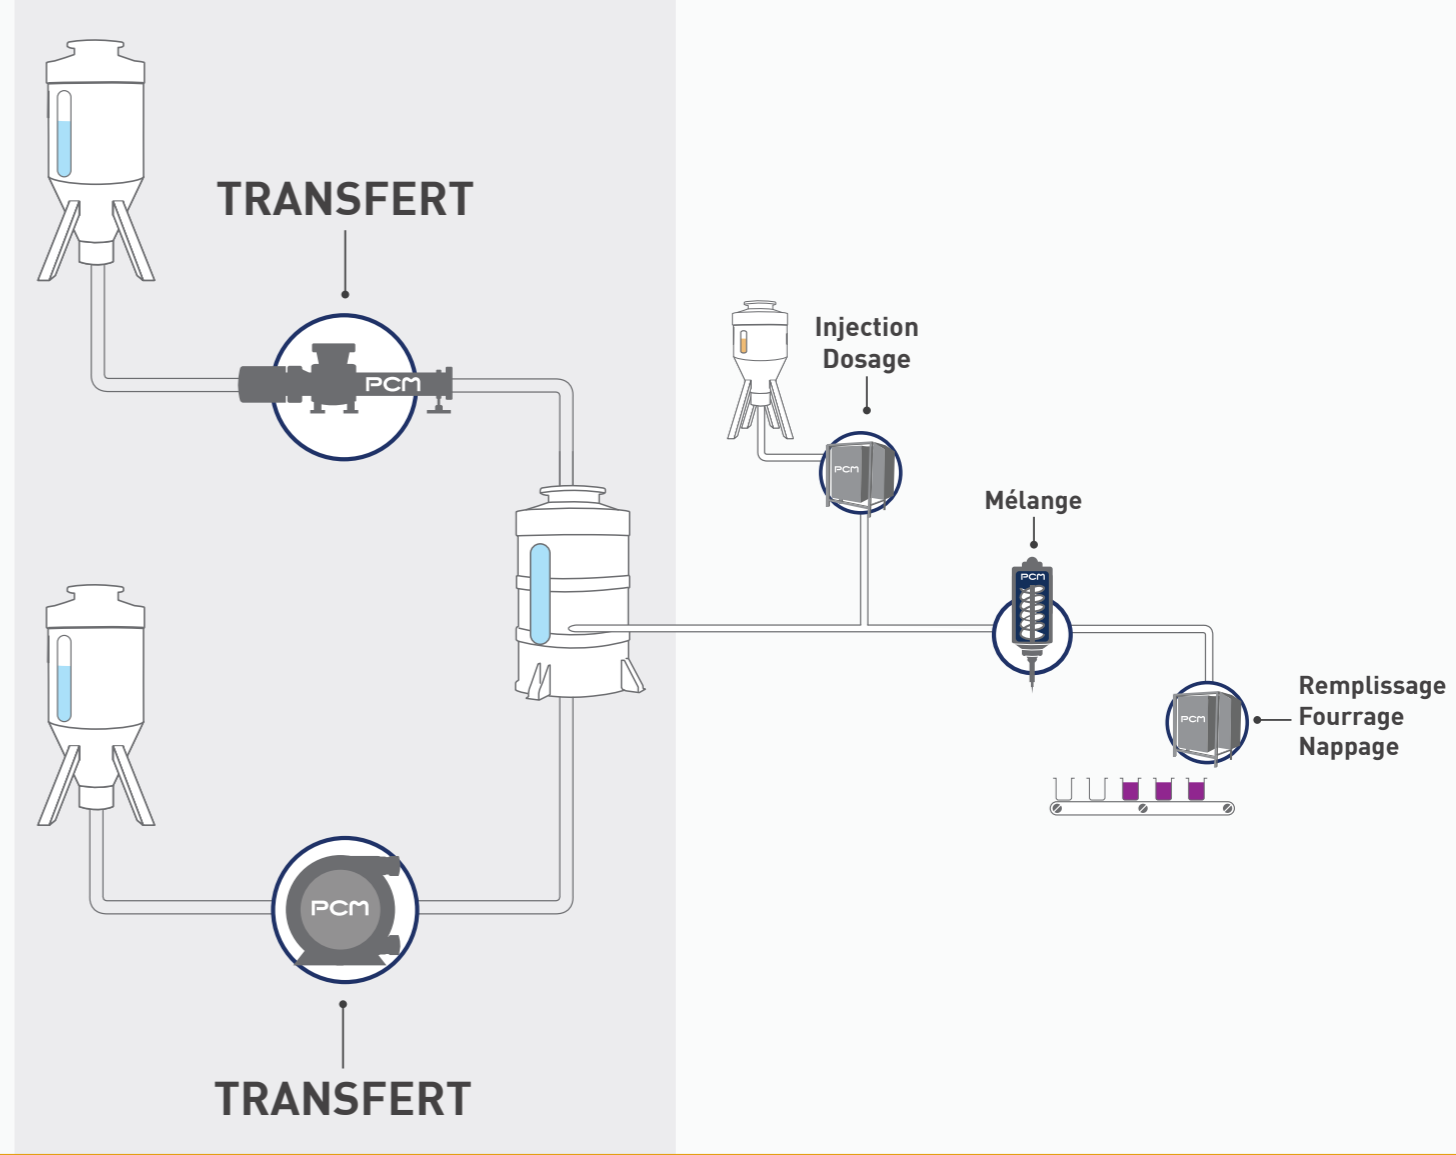 TRANSFERT
PCM
Injection
Dosage
PCM
Mélange
PCM
Remplissage
Fourrage
Nappage
PCM
PCM
TRANSFERT